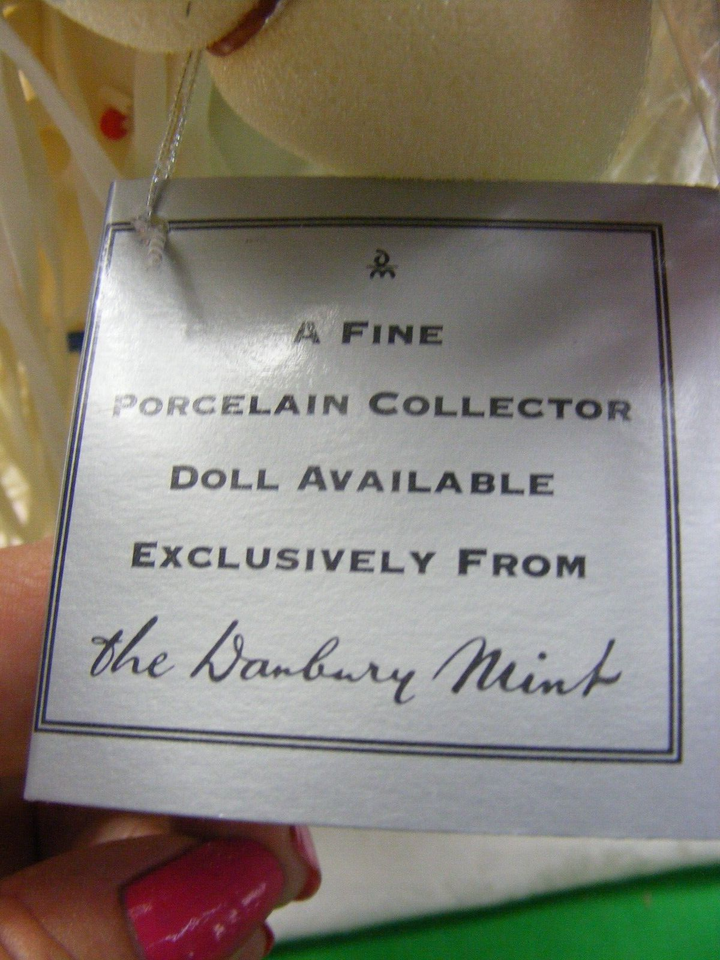 A FINE
PORCELAIN COLLECTOR
DOLL AVAILABLE
EXCLUSIVELY FROM
the Danbury Mint